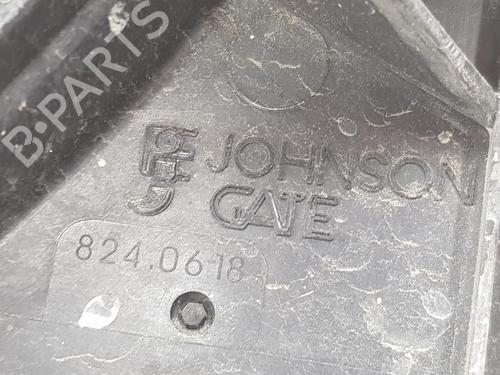 B-PARTS
JOHNSON
GATE
824.0618